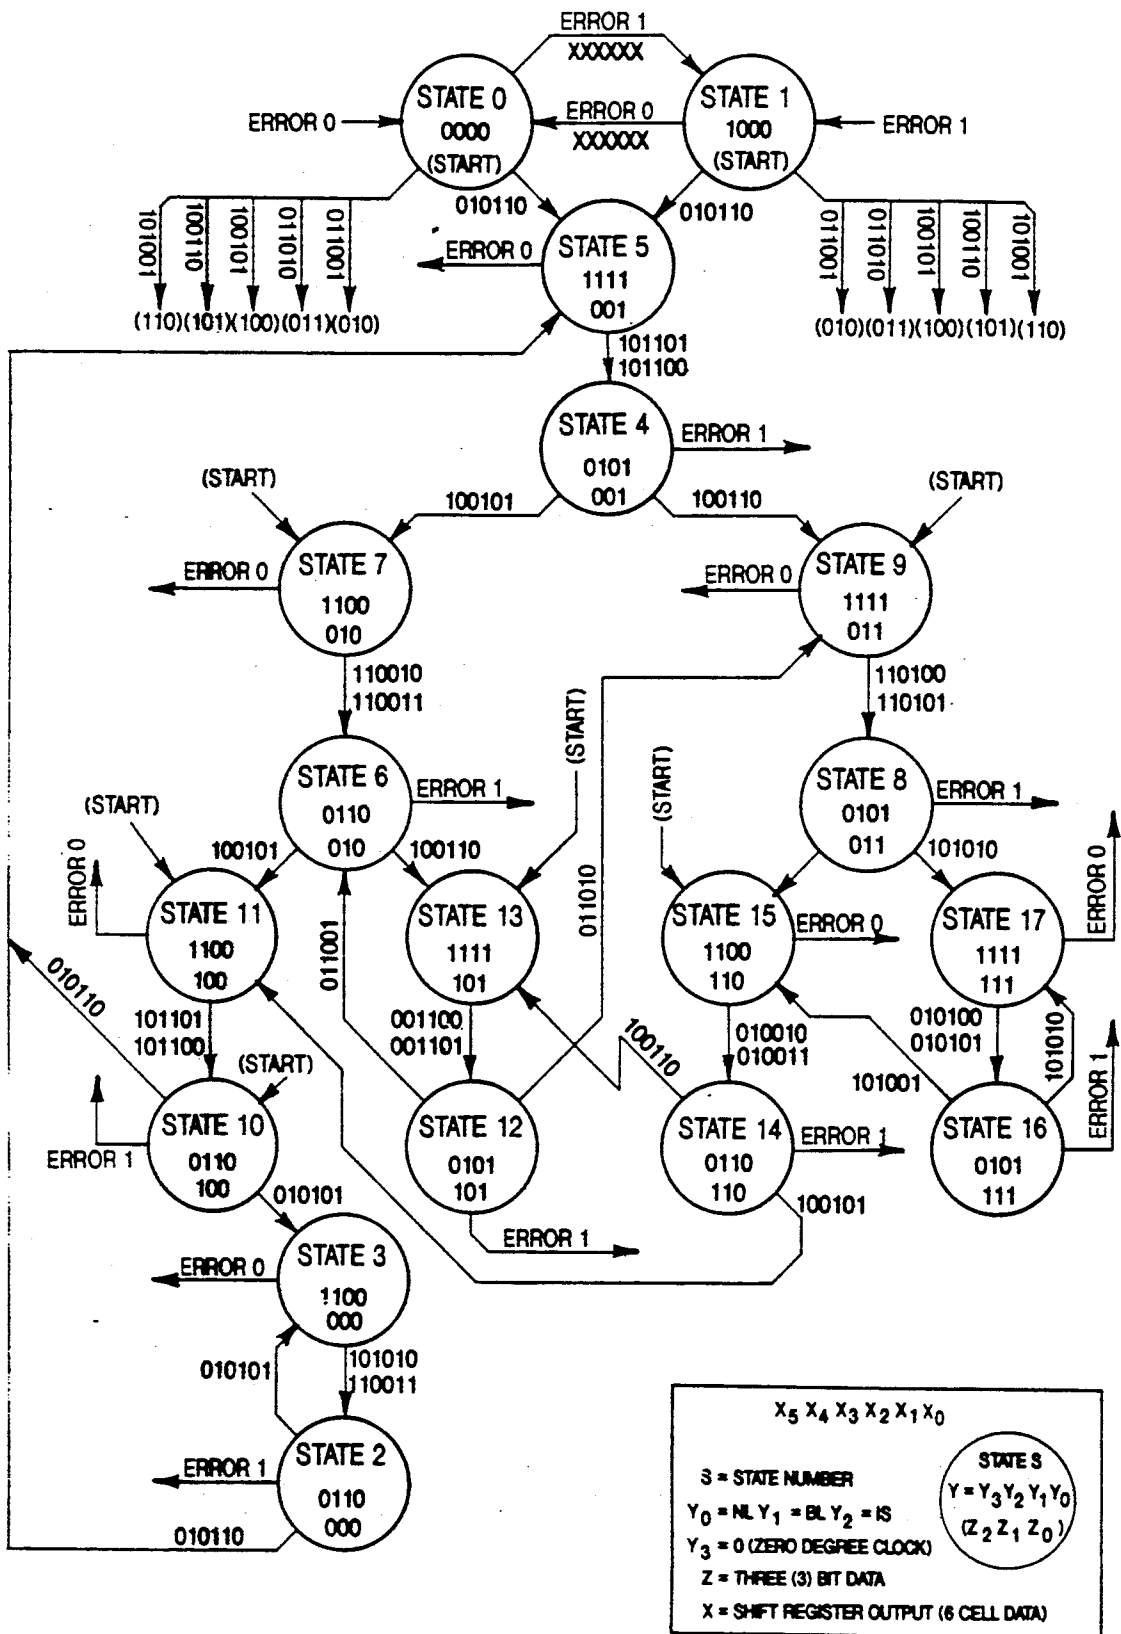 ERROR 1
XXXXXX
STATE 0
0000
(START)
STATE 1
1000
(START)
ERROR 0
ERROR 0
XXXXXX
ERROR 1
010110
010110
101001
100110
100101
011010
011001
(110)(101)(100)(011)(010)
011001
011010
100101
100110
101001
(010)(011)(100)(101)(110)
STATE 5
1111
001
ERROR 0
101101
101100
STATE 4
0101
001
ERROR 1
(START)
100101
100110
(START)
STATE 7
1100
010
ERROR 0
STATE 9
1111
011
ERROR 0
110010
110011
110100
110101
(START)
STATE 6
0110
010
ERROR 1
(START)
STATE 8
0101
011
ERROR 1
(START)
100101
100110
101010
ERROR 0
ERROR 0
STATE 11
1100
100
011001
STATE 13
1111
101
011010
STATE 15
1100
110
ERROR 0
STATE 17
1111
111
010110
101101
101100
001100
001101
100110
010010
010011
010100
010101
101010
101001
ERROR 1
(START)
STATE 10
0110
100
ERROR 1
STATE 12
0101
101
STATE 14
0110
110
ERROR 1
STATE 16
0101
111
010101
100101
ERROR 1
STATE 3
1100
000
ERROR 0
010101
101010
110011
STATE 2
0110
000
ERROR 1
010110
X5 X4 X3 X2 X1 X0
S = STATE NUMBER
Y0 = NL Y1 = BL Y2 = IS
Y3 = 0 (ZERO DEGREE CLOCK)
Z = THREE (3) BIT DATA
X = SHIFT REGISTER OUTPUT (6 CELL DATA)
STATE S
Y = Y3 Y2 Y1 Y0
(Z2 Z1 Z0)